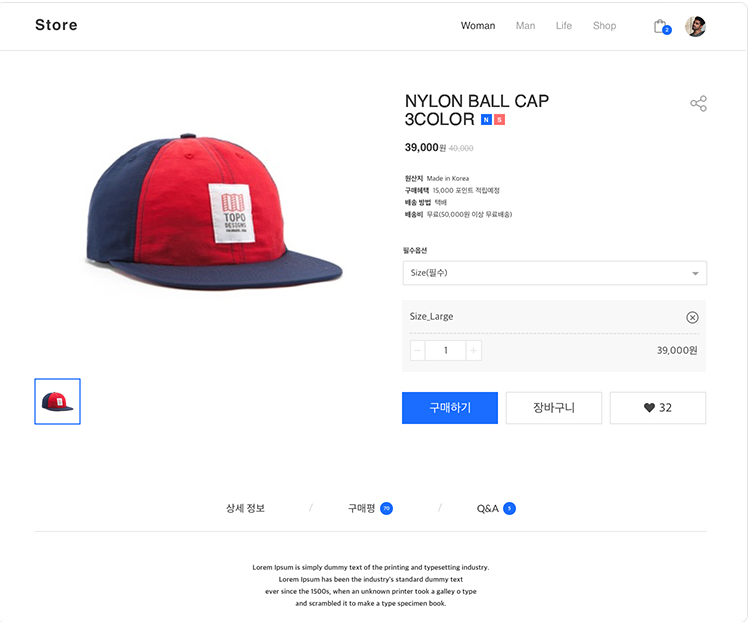 Store
Woman Man Life Shop
2
NYLON BALL CAP
3COLOR N S
39,000원 40,000
원산지 Made in Korea
구매혜택 15,000 포인트 적립예정
배송 방법 택배
배송비 무료(50,000원 이상 무료배송)
필수옵션
Size(필수)
Size_Large
- 1 +
39,000원
구매하기 장바구니 32
TOPO
DESIGNS
상세 정보 / 구매평 70 / Q&A 5
Lorem Ipsum is simply dummy text of the printing and typesetting industry.
Lorem Ipsum has been the industry's standard dummy text
ever since the 1500s, when an unknown printer took a galley o type
and scrambled it to make a type specimen book.